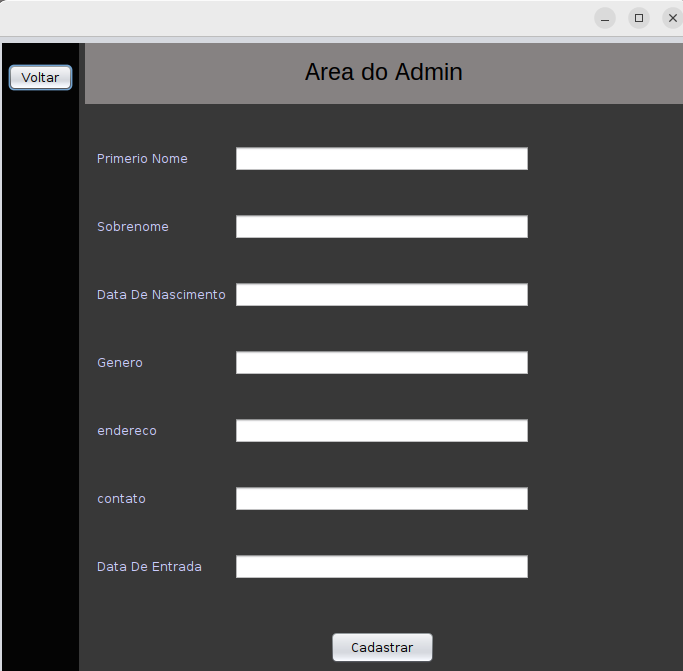 Voltar
Area do Admin
Primerio Nome
Sobrenome
Data De Nascimento
Genero
endereco
contato
Data De Entrada
Cadastrar